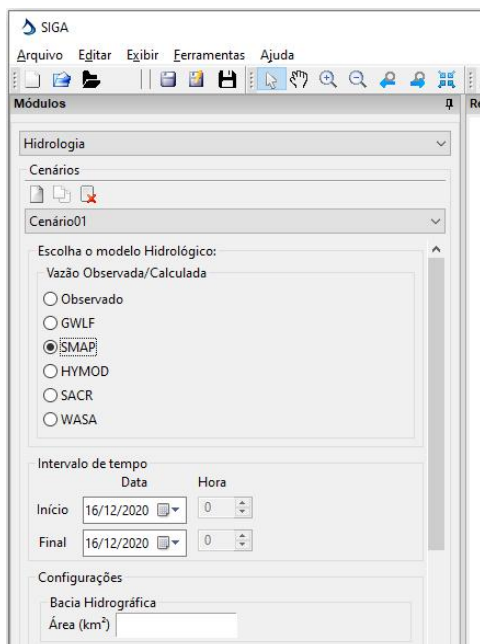 SIGA
Arquivo Editar Exibir Ferramentas Ajuda
Módulos
Re
Hidrologia
Cenários
Cenário01
Escolha o modelo Hidrológico:
Vazão Observada/Calculada
Observado
GWLF
SMAP
HYMOD
SACR
WASA
Intervalo de tempo
Data Hora
Início 16/12/2020 0
Final 16/12/2020 0
Configurações
Bacia Hidrográfica
Área (km²)